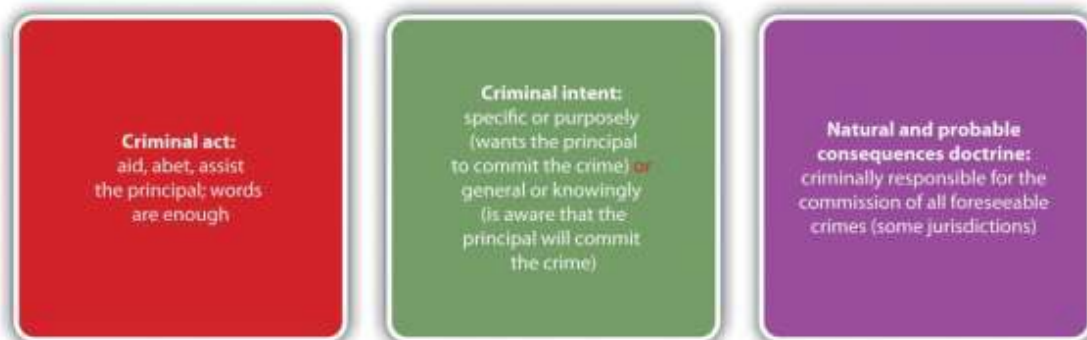 Criminal act:
aid, abet, assist
the principal; words
are enough
Criminal intent:
specific or purposely
(wants the principal
to commit the crime) or
general or knowingly
(is aware that the
principal will commit
the crime)
Natural and probable
consequences doctrine:
criminally responsible for the
commission of all foreseeable
crimes (some jurisdictions)